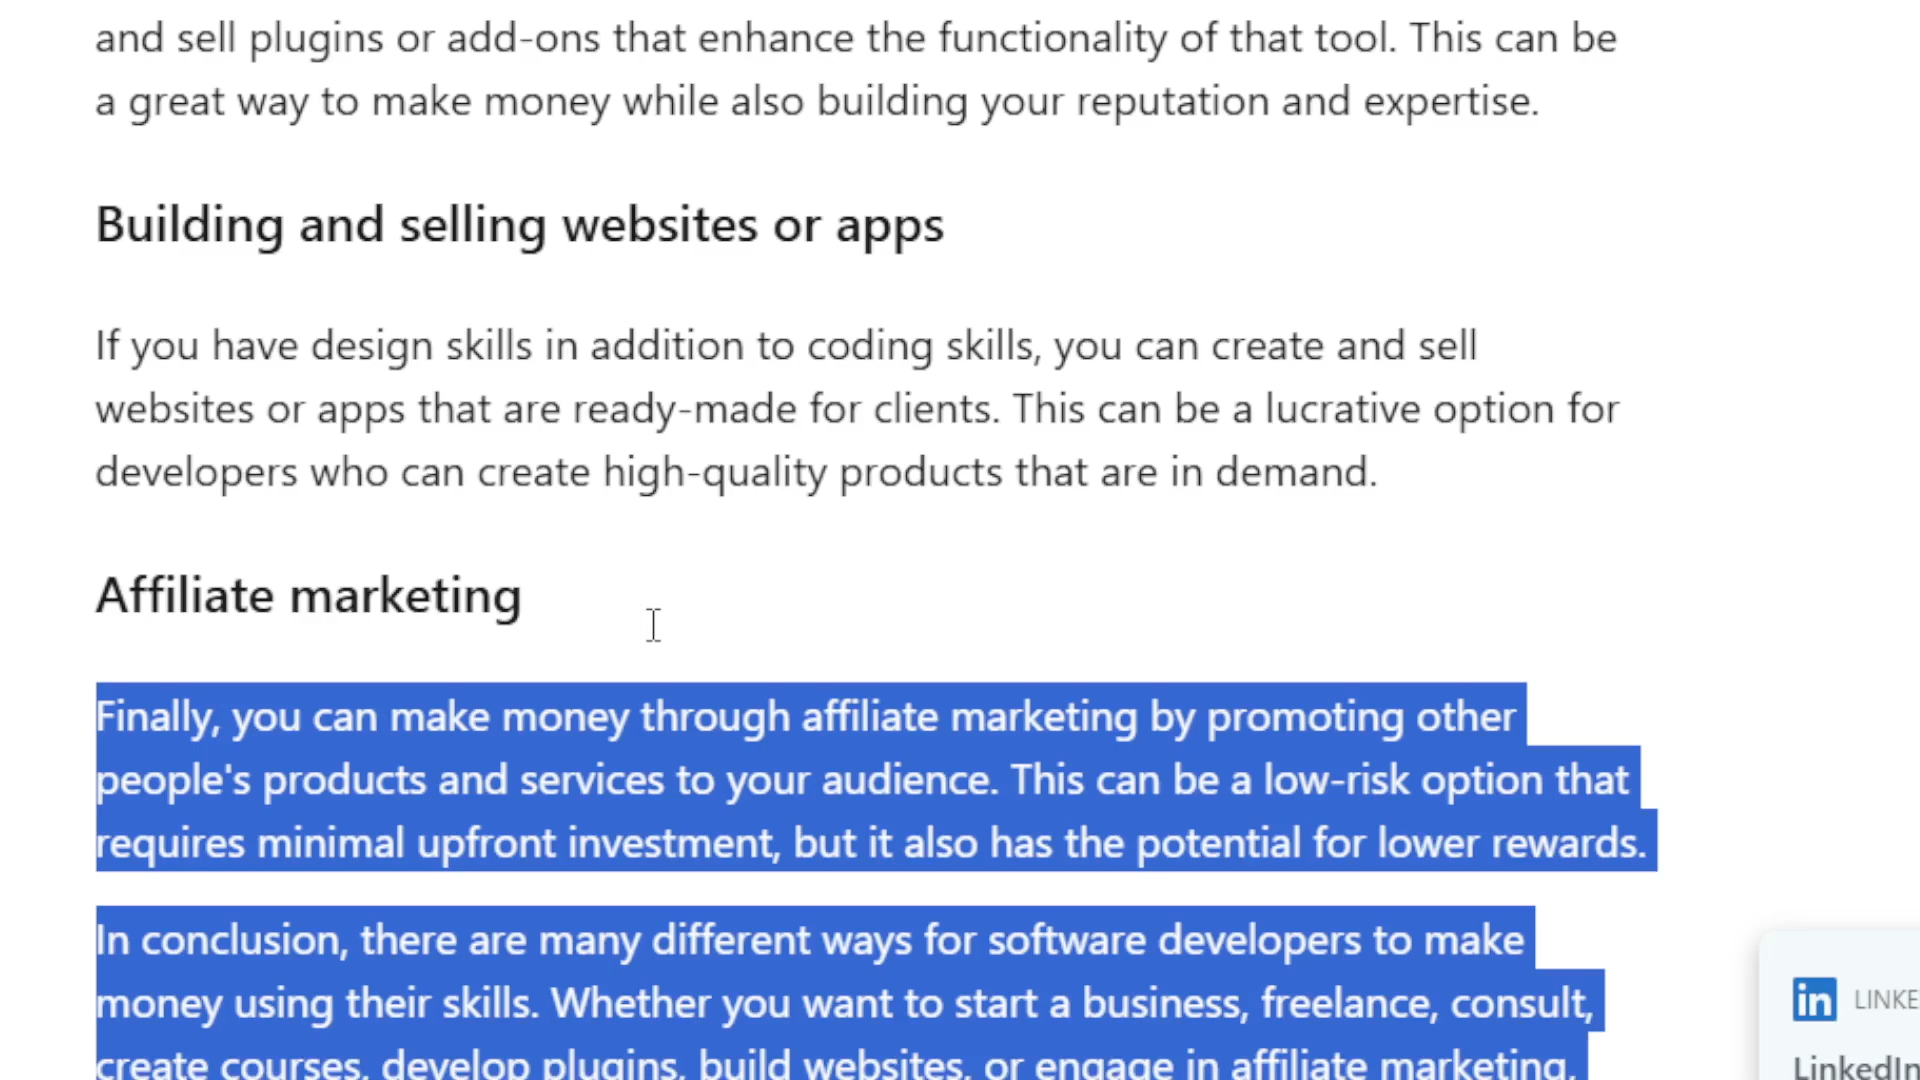 and sell plugins or add-ons that enhance the functionality of that tool. This can be
a great way to make money while also building your reputation and expertise.
Building and selling websites or apps
If you have design skills in addition to coding skills, you can create and sell
websites or apps that are ready-made for clients. This can be a lucrative option for
developers who can create high-quality products that are in demand.
Affiliate marketing
Finally, you can make money through affiliate marketing by promoting other
people's products and services to your audience. This can be a low-risk option that
requires minimal upfront investment, but it also has the potential for lower rewards.
In conclusion, there are many different ways for software developers to make
money using their skills. Whether you want to start a business, freelance, consult,
create courses, develop plugins, build websites, or engage in affiliate marketing,
in LINKE
LinkedIn